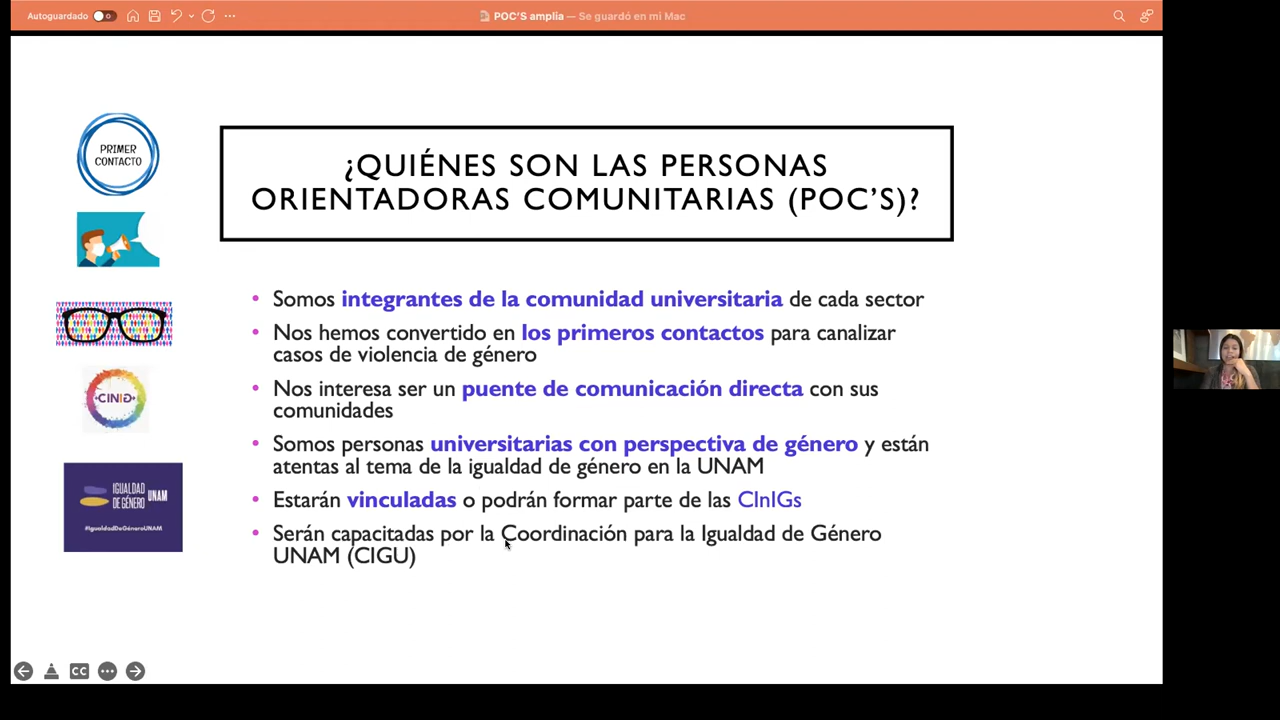 Autoguardado
POC'S amplia — Se guardó en mi Mac
PRIMER
CONTACTO
¿QUIÉNES SON LAS PERSONAS
ORIENTADORAS COMUNITARIAS (POC'S)?
• Somos integrantes de la comunidad universitaria de cada sector
• Nos hemos convertido en los primeros contactos para canalizar
casos de violencia de género
• Nos interesa ser un puente de comunicación directa con sus
comunidades
• Somos personas universitarias con perspectiva de género y están
atentas al tema de la igualdad de género en la UNAM
• Estarán vinculadas o podrán formar parte de las CInIGs
• Serán capacitadas por la Coordinación para la Igualdad de Género
UNAM (CIGU)
CINIG
IGUALDAD
DE GÉNERO UNAM
#IgualdadDeGéneroUNAM
CC